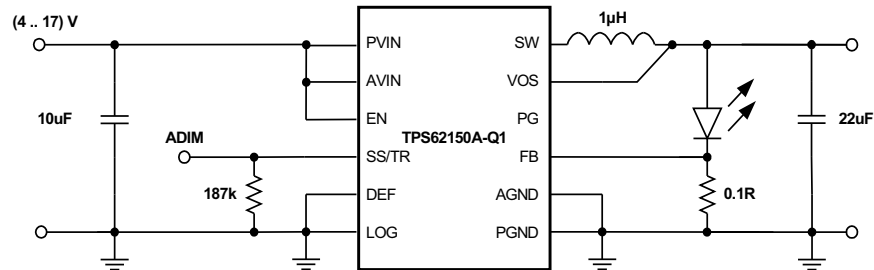 (4 .. 17) V
1µH
PVIN
SW
AVIN
VOS
10uF
EN
PG
22uF
ADIM
TPS62150A-Q1
SS/TR
FB
187k
DEF
AGND
0.1R
LOG
PGND